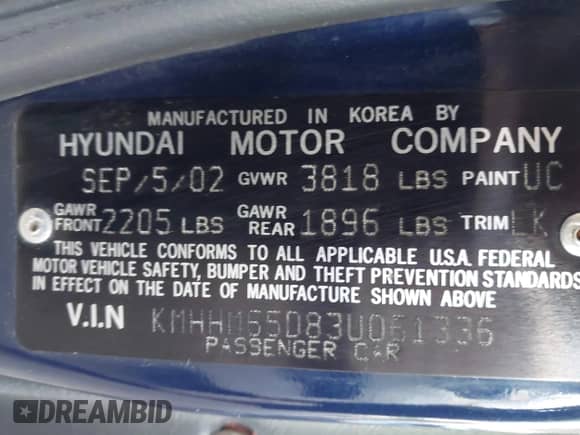 MANUFACTURED IN KOREA BY
HYUNDAI MOTOR COMPANY
SEP/5/02 GVWR 3818 LBS PAINT UC
GAWR FRONT 2205 LBS GAWR REAR 1896 LBS TRIM LK
THIS VEHICLE CONFORMS TO ALL APPLICABLE U.S.A. FEDERAL
MOTOR VEHICLE SAFETY, BUMPER AND THEFT PREVENTION STANDARDS
IN EFFECT ON THE DATE OF MANUFACTURE SHOWN ABOVE
V.I.N KMHHM65D83U061336
PASSENGER CAR
DREAMBID